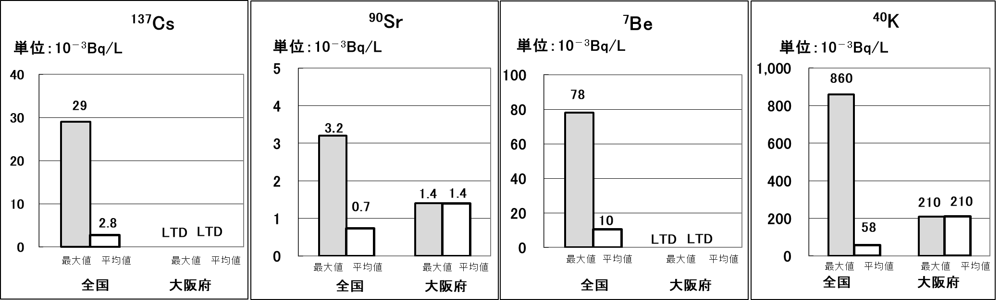 ¹³⁷Cs
単位：10⁻³Bq/L
40
30
20
10
0
29
2.8
LTD LTD
最大値 平均値 最大値 平均値
全国 大阪府
⁹⁰Sr
単位：10⁻³Bq/L
5
4
3
2
1
0
3.2
0.7
1.4 1.4
最大値 平均値 最大値 平均値
全国 大阪府
⁷Be
単位：10⁻³Bq/L
100
80
60
40
20
0
78
10
LTD LTD
最大値 平均値 最大値 平均値
全国 大阪府
⁴⁰K
単位：10⁻³Bq/L
1,000
800
600
400
200
0
860
58
210 210
最大値 平均値 最大値 平均値
全国 大阪府